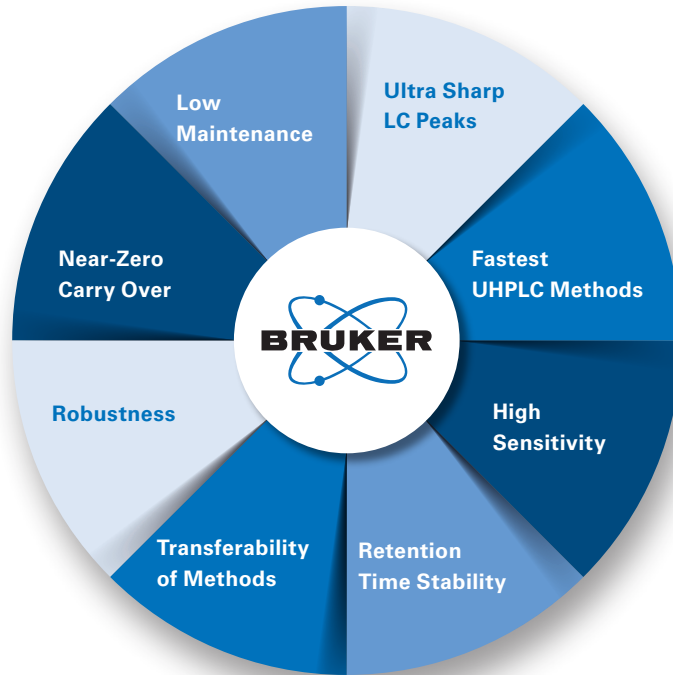 Ultra Sharp
LC Peaks
Fastest
UHPLC Methods
High
Sensitivity
Retention
Time Stability
Transferability
of Methods
Robustness
Near-Zero
Carry Over
Low
Maintenance
BRUKER